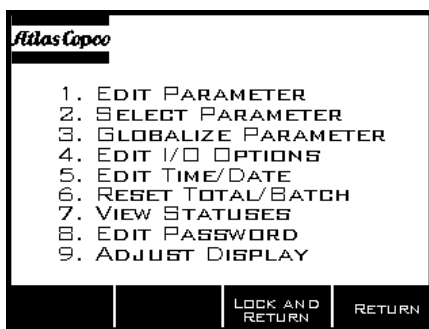 Atlas Copco
1. EDIT PARAMETER
2. SELECT PARAMETER
3. GLOBALIZE PARAMETER
4. EDIT I/O OPTIONS
5. EDIT TIME/DATE
6. RESET TOTAL/BATCH
7. VIEW STATUSES
8. EDIT PASSWORD
9. ADJUST DISPLAY
LOCK AND
RETURN
RETURN